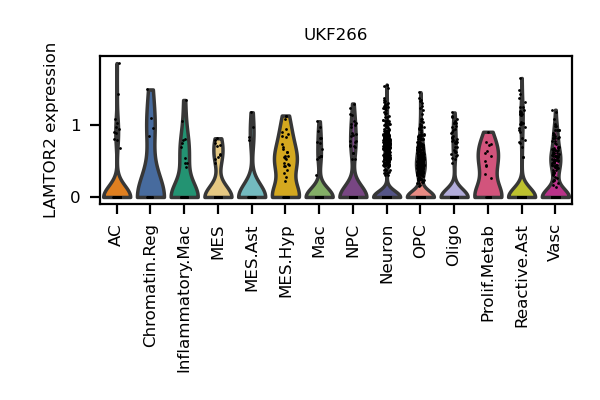 UKF266
LAMTOR2 expression
1
0
AC
Chromatin.Reg
Inflammatory.Mac
MES
MES.Ast
MES.Hyp
Mac
NPC
Neuron
OPC
Oligo
Prolif.Metab
Reactive.Ast
Vasc